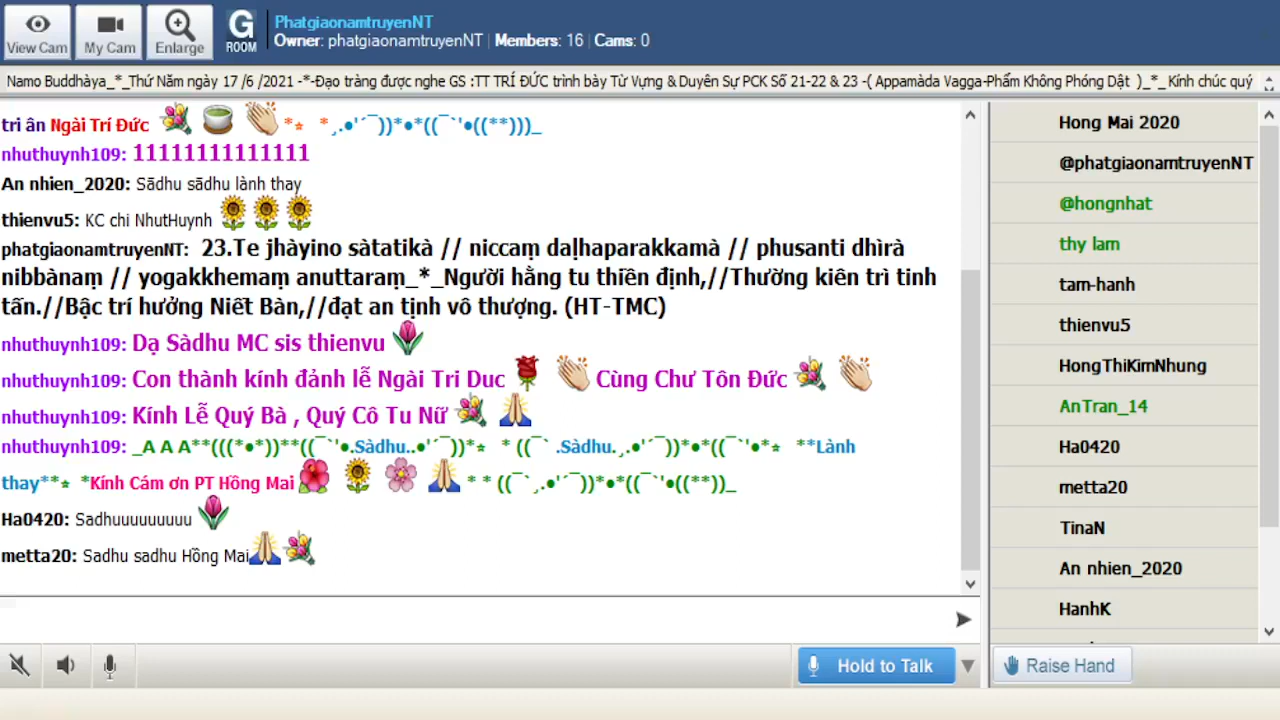 View Cam
My Cam
Enlarge
G ROOM
PhatgiaonamtruyenNT
Owner: phatgiaonamtruyenNT | Members: 16 | Cams: 0
Namo Buddhàya_*_Thứ Năm ngày 17 /6 /2021 -*-Đạo tràng được nghe GS :TT TRÍ ĐỨC trình bày Từ Vựng & Duyên Sự PCK Số 21-22 & 23 -( Appamàda Vagga-Phẩm Không Phóng Dật )_*_Kính chúc quý
tri ân Ngài Trí Đức *⭒ *¸.•'´¯))*•*((¯`'•((**)))_
nhuthuynh109: 11111111111111
An nhien_2020: Sādhu sādhu lành thay
thienvu5: KC chi NhutHuynh
phatgiaonamtruyenNT: 23.Te jhàyino sàtatikà // niccaṃ daḷhaparakkamà // phusanti dhìrà
nibbànaṃ // yogakkhemaṃ anuttaraṃ_*_Người hằng tu thiền định,//Thường kiên trì tinh
tấn.//Bậc trí hưởng Niết Bàn,//đạt an tịnh vô thượng. (HT-TMC)
nhuthuynh109: Dạ Sàdhu MC sis thienvu
nhuthuynh109: Con thành kính đảnh lễ Ngài Tri Duc Cùng Chư Tôn Đức
nhuthuynh109: Kính Lễ Quý Bà , Quý Cô Tu Nữ
nhuthuynh109: _A A A**(((*•*))**((¯`'•.Sàdhu..•'´¯))*⭒ * ((¯` .Sàdhu.¸.•'´¯))*•*((¯`'•*⭒ **Lành
thay**⭒ *Kính Cám ơn PT Hồng Mai * * ((¯`¸.•'´¯))*•*((¯`'•((**))_
Ha0420: Sadhuuuuuuuuu
metta20: Sadhu sadhu Hồng Mai
Hold to Talk
Hong Mai 2020
@phatgiaonamtruyenNT
@hongnhat
thy lam
tam-hanh
thienvu5
HongThiKimNhung
AnTran_14
Ha0420
metta20
TinaN
An nhien_2020
HanhK
Raise Hand